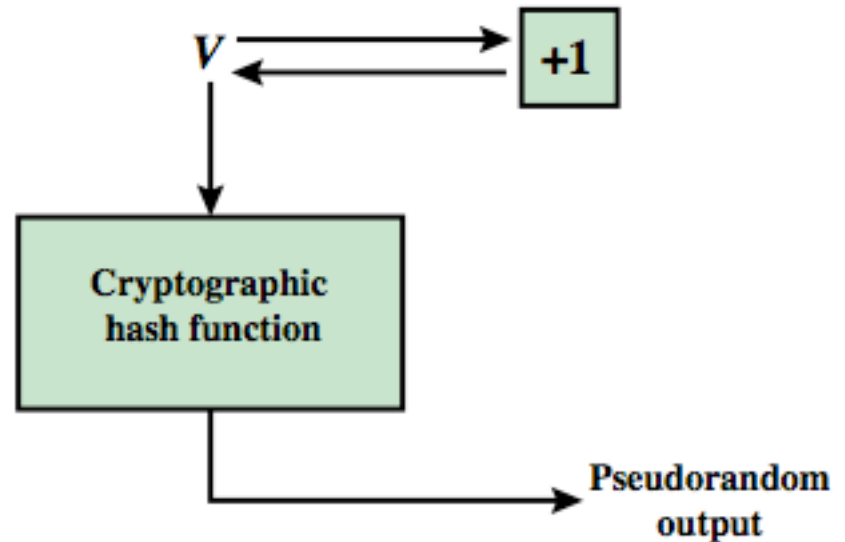 V
+1
Cryptographic
hash function
Pseudorandom
output